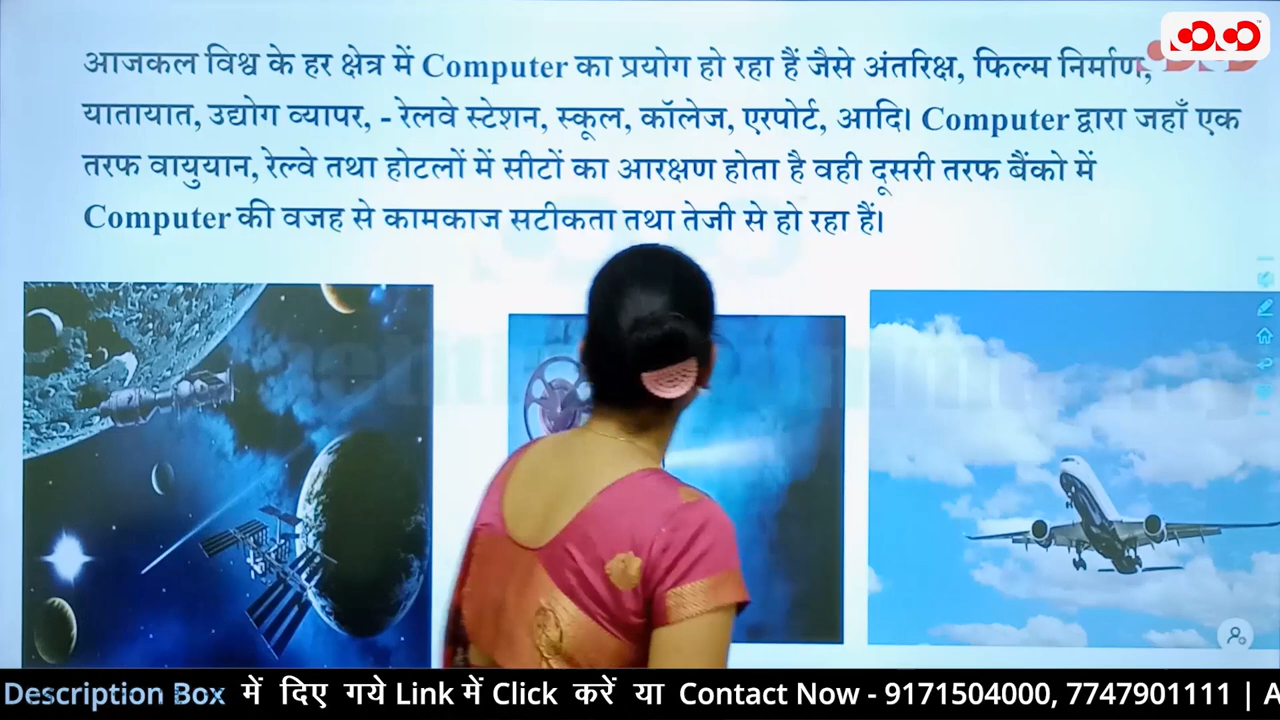 आजकल विश्व के हर क्षेत्र में Computer का प्रयोग हो रहा हैं जैसे अंतरिक्ष, फिल्म निर्माण,
यातायात, उद्योग व्यापर, - रेलवे स्टेशन, स्कूल, कॉलेज, एरपोर्ट, आदि। Computer द्वारा जहाँ एक
तरफ वायुयान, रेल्वे तथा होटलों में सीटों का आरक्षण होता है वही दूसरी तरफ बैंको में
Computer की वजह से कामकाज सटीकता तथा तेजी से हो रहा हैं।
Description Box में दिए गये Link में Click करें या Contact Now - 9171504000, 7747901111 | A